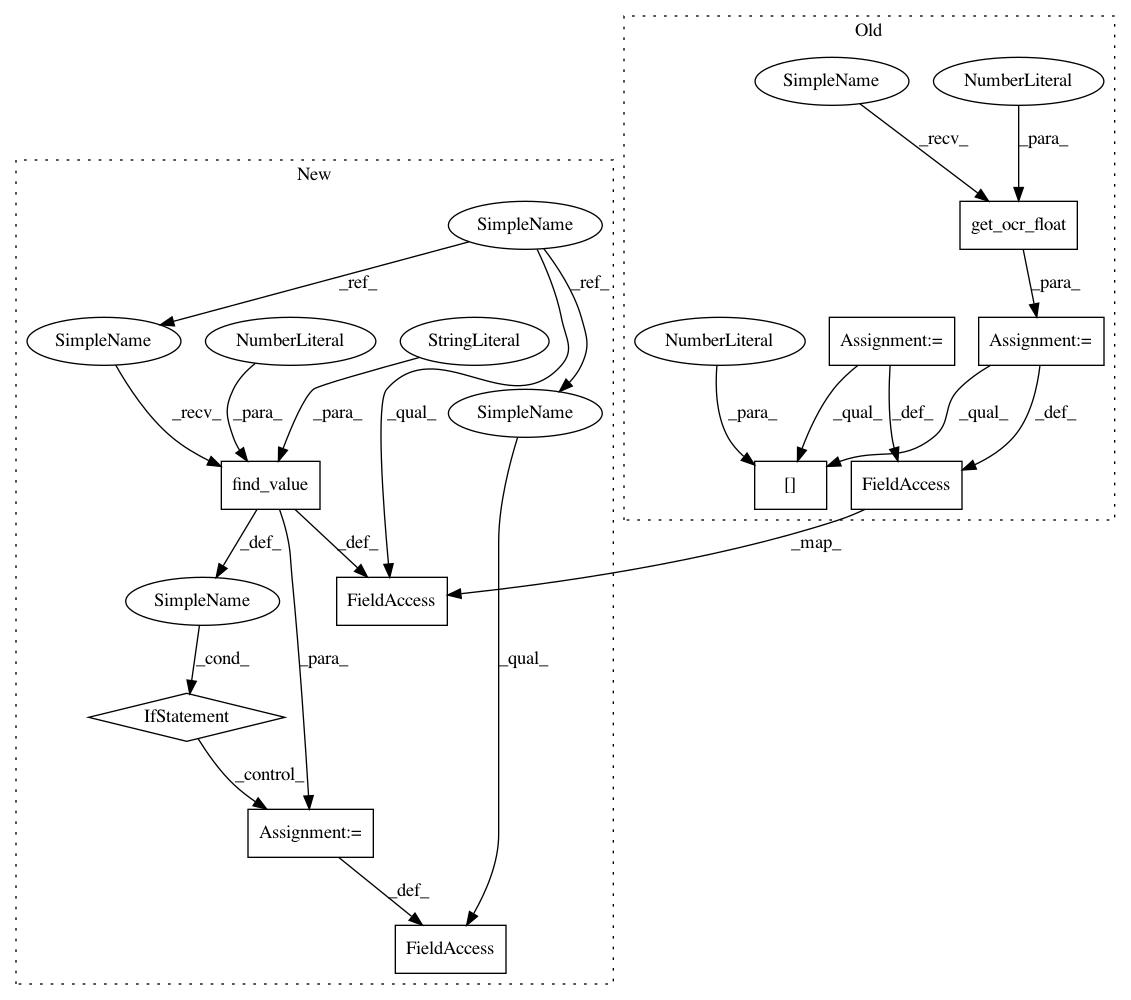 Old
SimpleName
NumberLiteral
_recv_
_para_
New
SimpleName
get_ocr_float
_ref_
_ref_
_para_
SimpleName
NumberLiteral
StringLiteral
NumberLiteral
Assignment:=
Assignment:=
_recv_
_para_
_para_
_qual_
SimpleName
_para_
_qual_
_def_
_qual_
_def_
find_value
[]
FieldAccess
_def_
_def_
_map_
SimpleName
FieldAccess
_cond_
_para_
_qual_
IfStatement
_control_
Assignment:=
_def_
FieldAccess